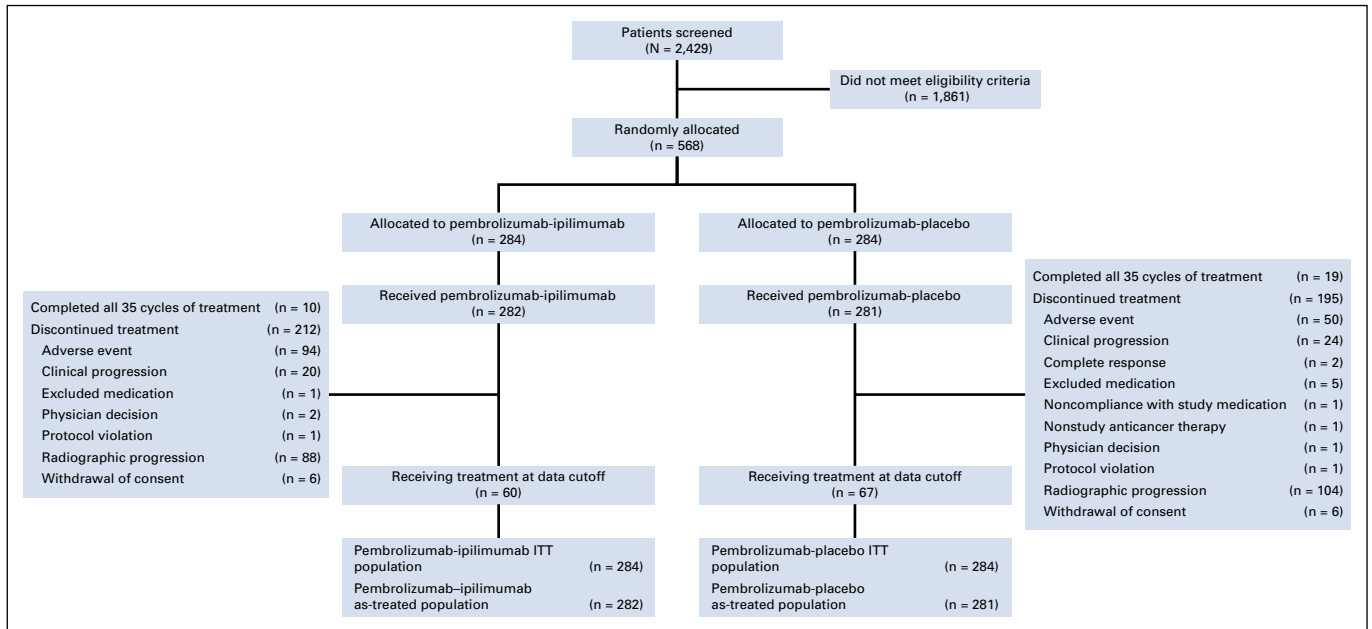 Patients screened
(N = 2,429)
Did not meet eligibility criteria
(n = 1,861)
Randomly allocated
(n = 568)
Allocated to pembrolizumab-ipilimumab
(n = 284)
Allocated to pembrolizumab-placebo
(n = 284)
Completed all 35 cycles of treatment (n = 10)
Discontinued treatment (n = 212)
Adverse event (n = 94)
Clinical progression (n = 20)
Excluded medication (n = 1)
Physician decision (n = 2)
Protocol violation (n = 1)
Radiographic progression (n = 88)
Withdrawal of consent (n = 6)
Received pembrolizumab-ipilimumab
(n = 282)
Received pembrolizumab-placebo
(n = 281)
Completed all 35 cycles of treatment (n = 19)
Discontinued treatment (n = 195)
Adverse event (n = 50)
Clinical progression (n = 24)
Complete response (n = 2)
Excluded medication (n = 5)
Noncompliance with study medication (n = 1)
Nonstudy anticancer therapy (n = 1)
Physician decision (n = 1)
Protocol violation (n = 1)
Radiographic progression (n = 104)
Withdrawal of consent (n = 6)
Receiving treatment at data cutoff
(n = 60)
Receiving treatment at data cutoff
(n = 67)
Pembrolizumab-ipilimumab ITT
population (n = 284)
Pembrolizumab–ipilimumab
as-treated population (n = 282)
Pembrolizumab-placebo ITT
population (n = 284)
Pembrolizumab-placebo
as-treated population (n = 281)